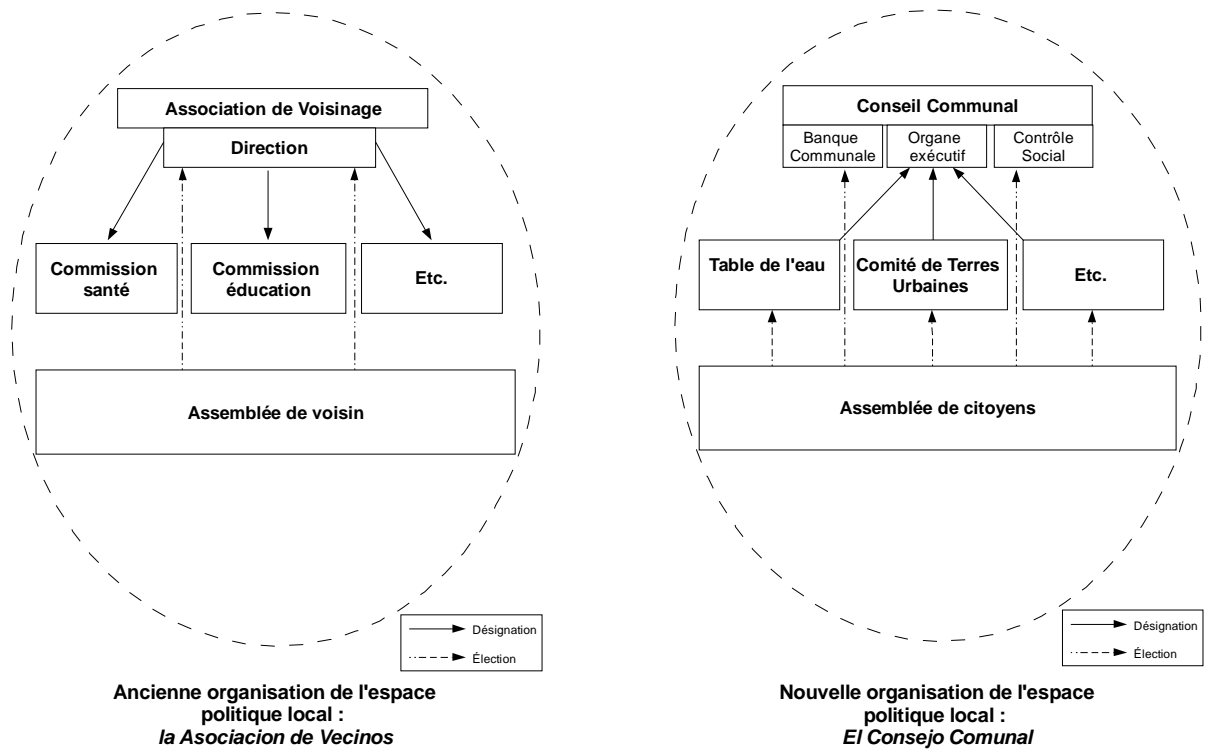 Association de Voisinage
Direction
Commission
santé
Commission
éducation
Etc.
Assemblée de voisin
Désignation
Élection
Ancienne organisation de l'espace
politique local :
la Asociacion de Vecinos
Conseil Communal
Banque
Communale
Organe
exécutif
Contrôle
Social
Table de l'eau
Comité de Terres
Urbaines
Etc.
Assemblée de citoyens
Désignation
Élection
Nouvelle organisation de l'espace
politique local :
El Consejo Comunal